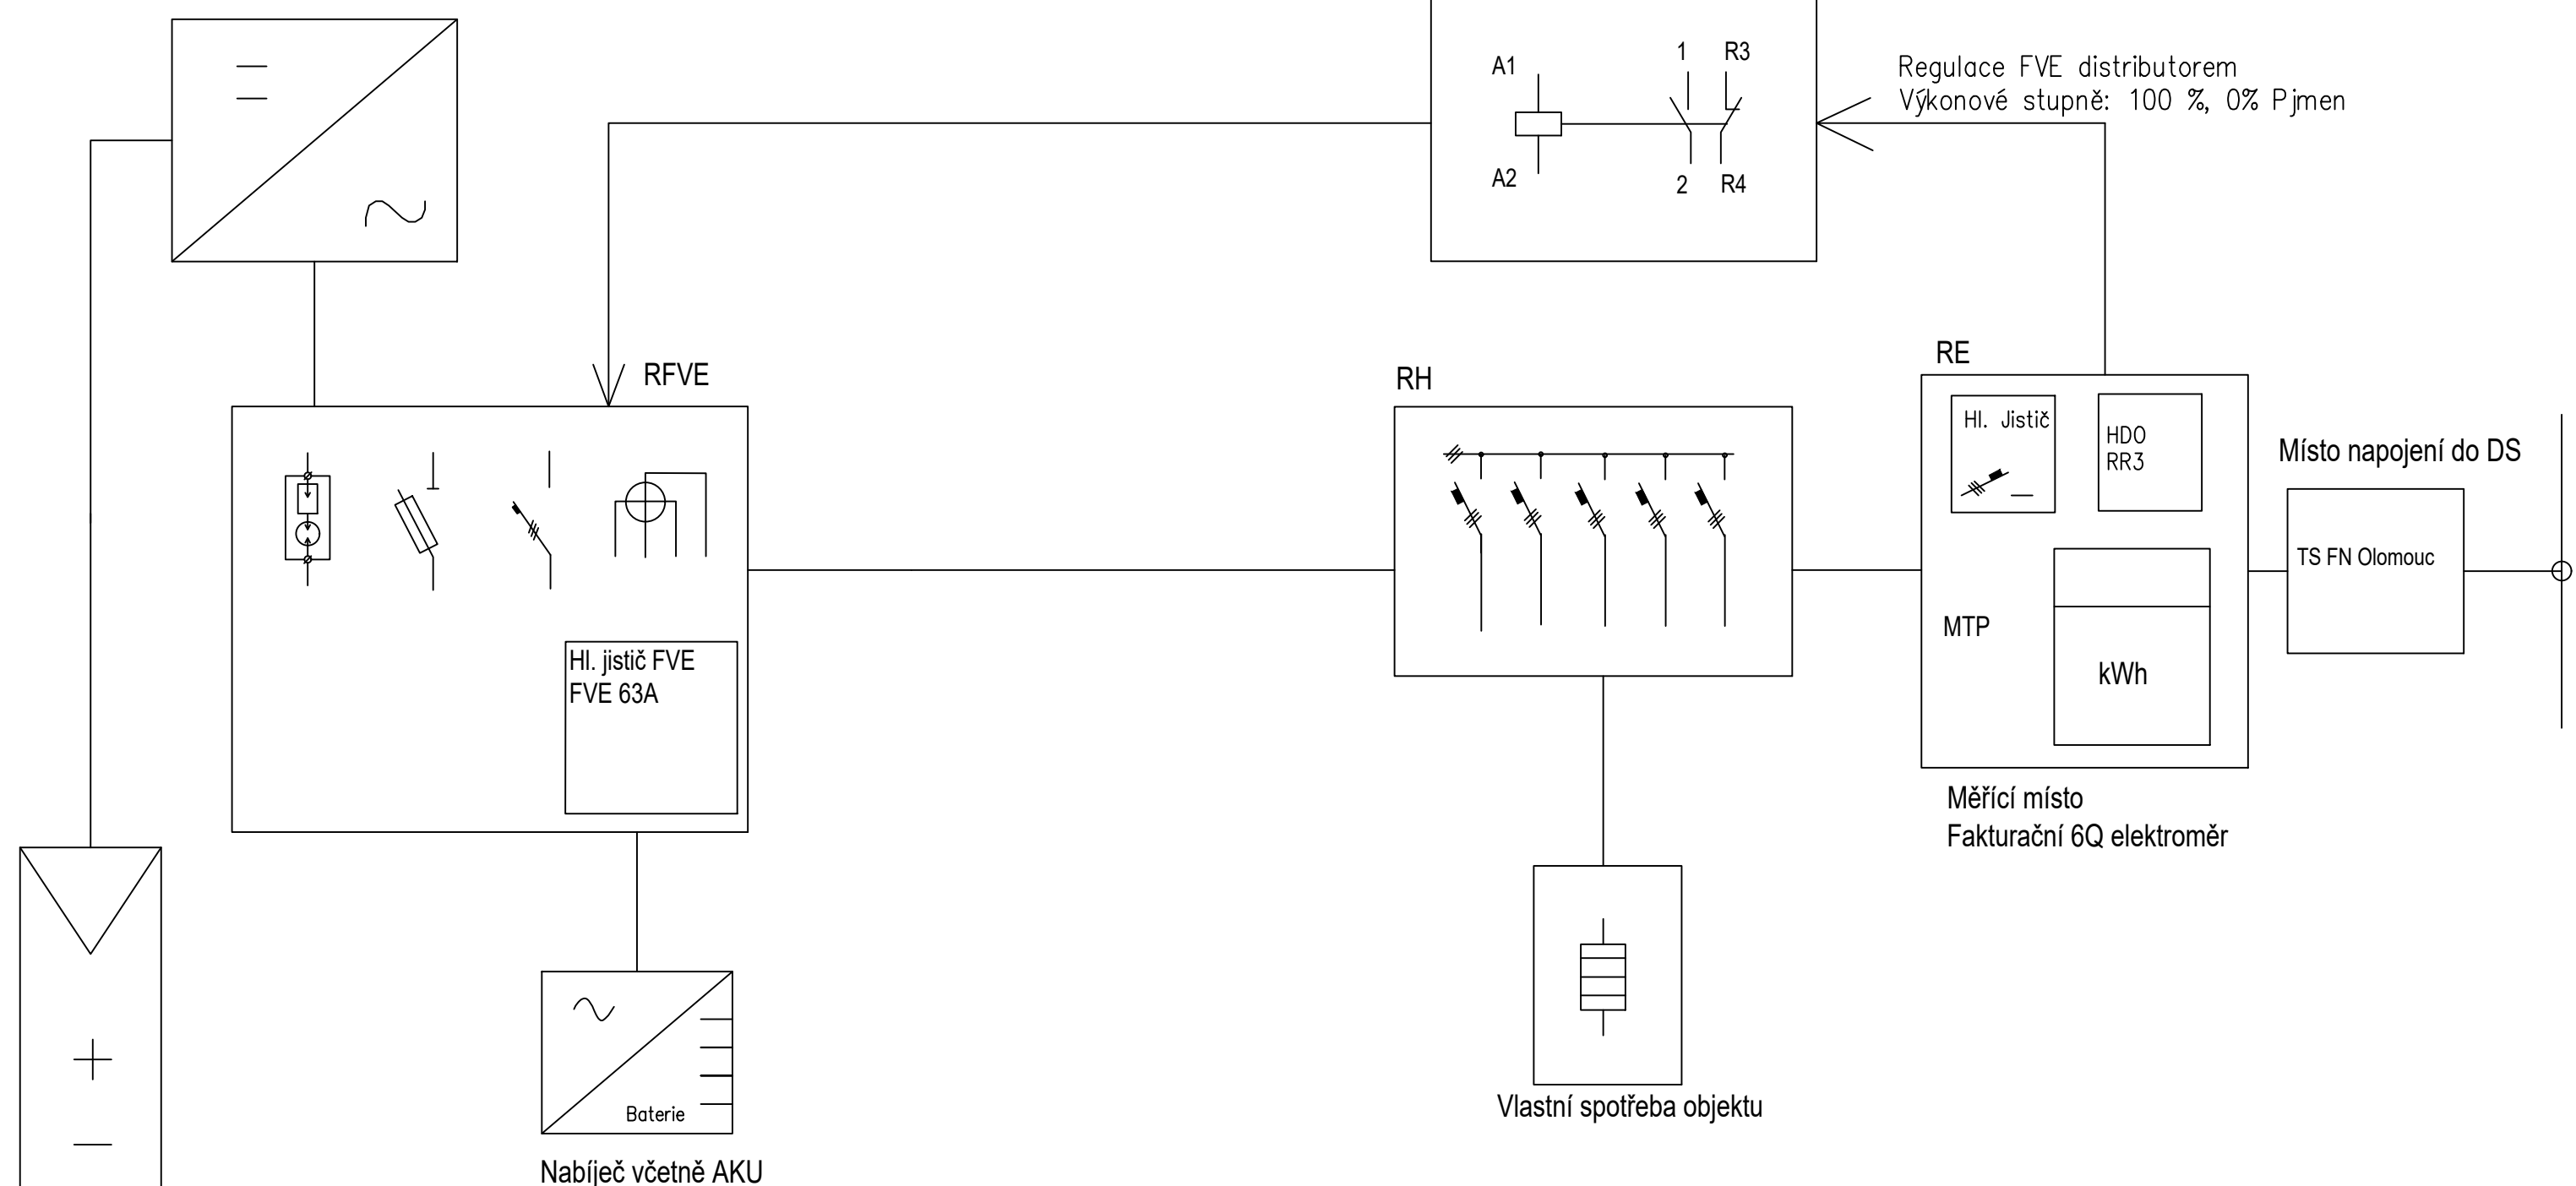 A1
1
R3
A2
2
R4
Regulace FVE distributorem
Výkonové stupně: 100 %, 0% Pjmen
RFVE
RH
RE
Hl. Jistič
HDO
RR3
Místo napojení do DS
TS FN Olomouc
MTP
kWh
Hl. jistič FVE
FVE 63A
Měřící místo
Fakturační 6Q elektroměr
Baterie
Vlastní spotřeba objektu
Nabíječ včetně AKU